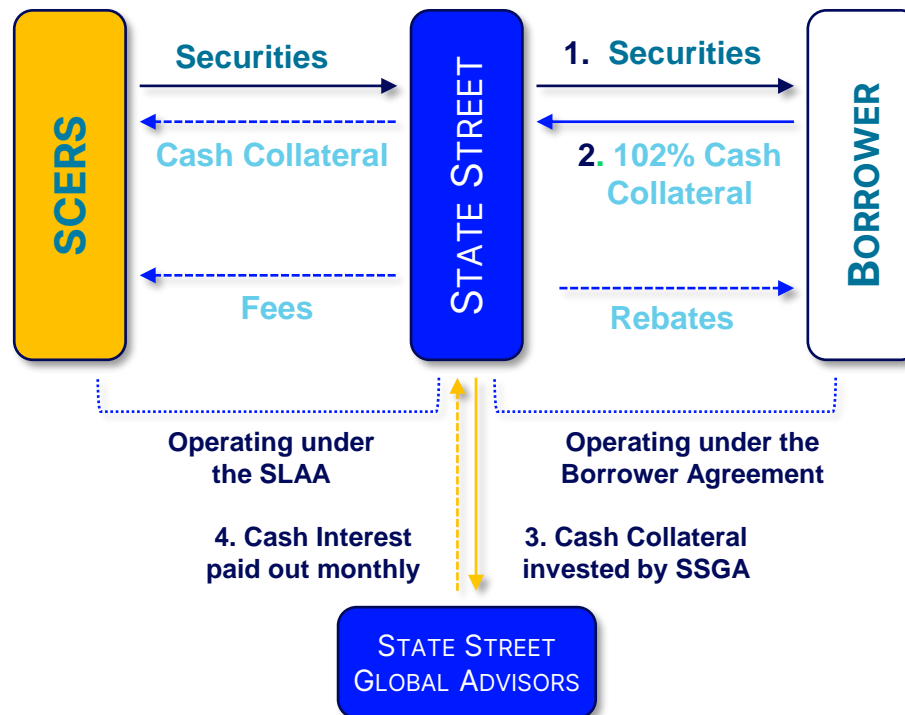 SCERS
Securities
Cash Collateral
Fees
STATE STREET
1. Securities
2. 102% Cash
Collateral
Rebates
BORROWER
Operating under
the SLAA
Operating under the
Borrower Agreement
4. Cash Interest
paid out monthly
3. Cash Collateral
invested by SSGA
STATE STREET
GLOBAL ADVISORS